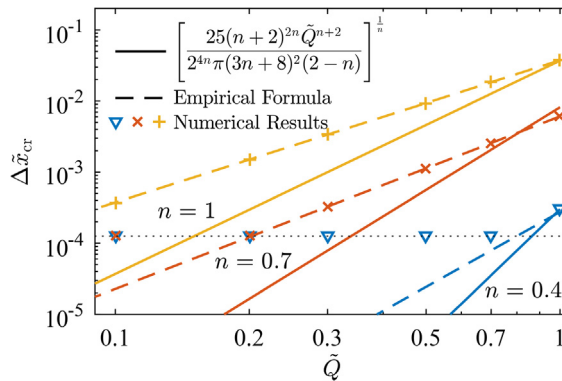 10⁻¹
10⁻²
10⁻³
10⁻⁴
10⁻⁵
Δx̃_cr
[25(n + 2)²ⁿ Q̃ⁿ⁺² / 2⁴ⁿ π(3n + 8)²(2 − n)]^(1/n)
Empirical Formula
Numerical Results
n = 1
n = 0.7
n = 0.4
0.1 0.2 0.3 0.5 0.7 1
Q̃